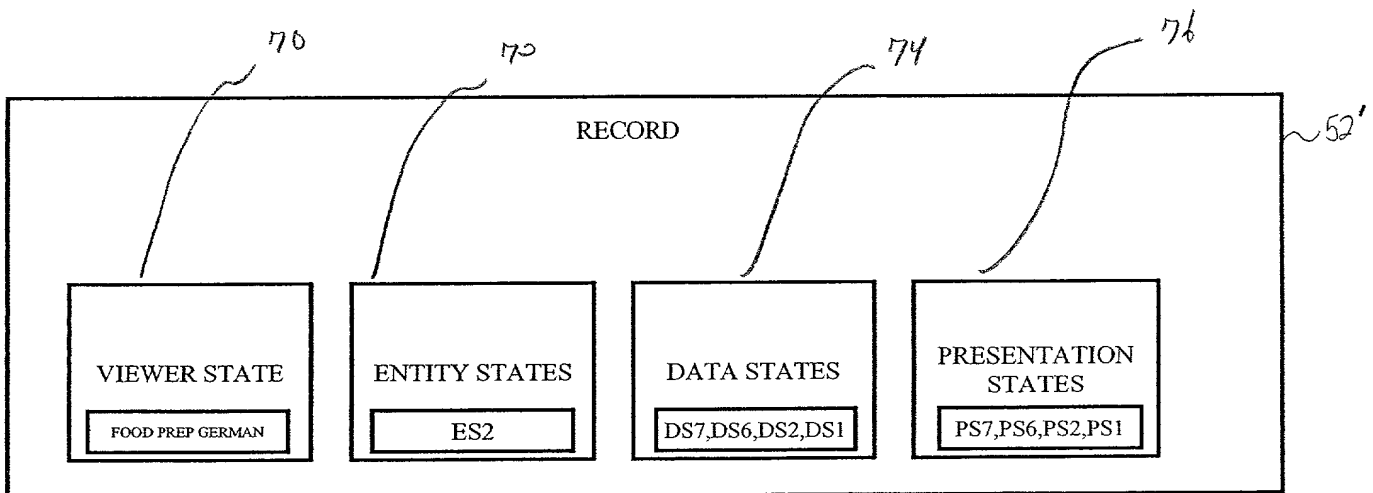 70 70 74 76
RECORD
52'
VIEWER STATE
FOOD PREP GERMAN
ENTITY STATES
ES2
DATA STATES
DS7,DS6,DS2,DS1
PRESENTATION
STATES
PS7,PS6,PS2,PS1